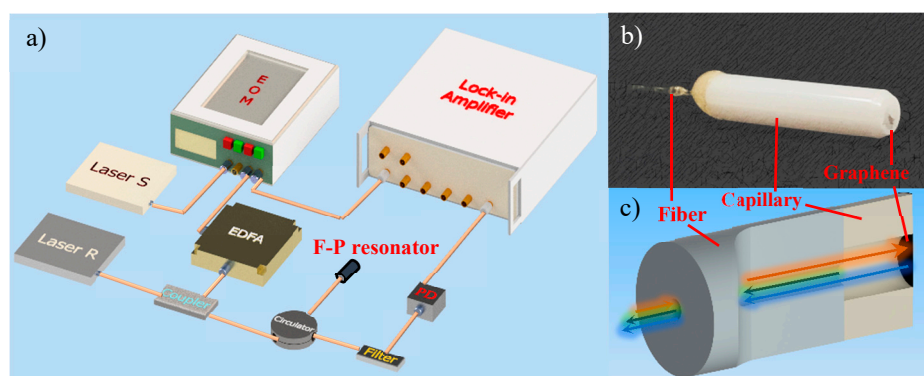 a)
EOM
Lock-in
Amplifier
Laser S
Laser R
EDFA
F-P resonator
Coupler
Circulator
PD
Filter
b)
Graphene
Capillary
Fiber
c)